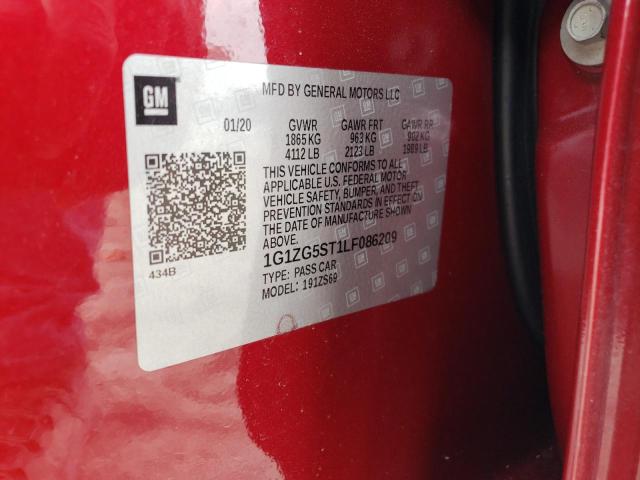 GM
MFD BY GENERAL MOTORS LLC
01/20 GVWR GAWR FRT GAWR RR
1865 KG 963 KG 902 KG
4112 LB 2123 LB 1989 LB
THIS VEHICLE CONFORMS TO ALL
APPLICABLE U.S. FEDERAL MOTOR
VEHICLE SAFETY, BUMPER, AND THEFT
PREVENTION STANDARDS IN EFFECT ON
THE DATE OF MANUFACTURE SHOWN ABOVE.
1G1ZG5ST1LF086209
TYPE: PASS CAR
MODEL: 191ZS69
434B